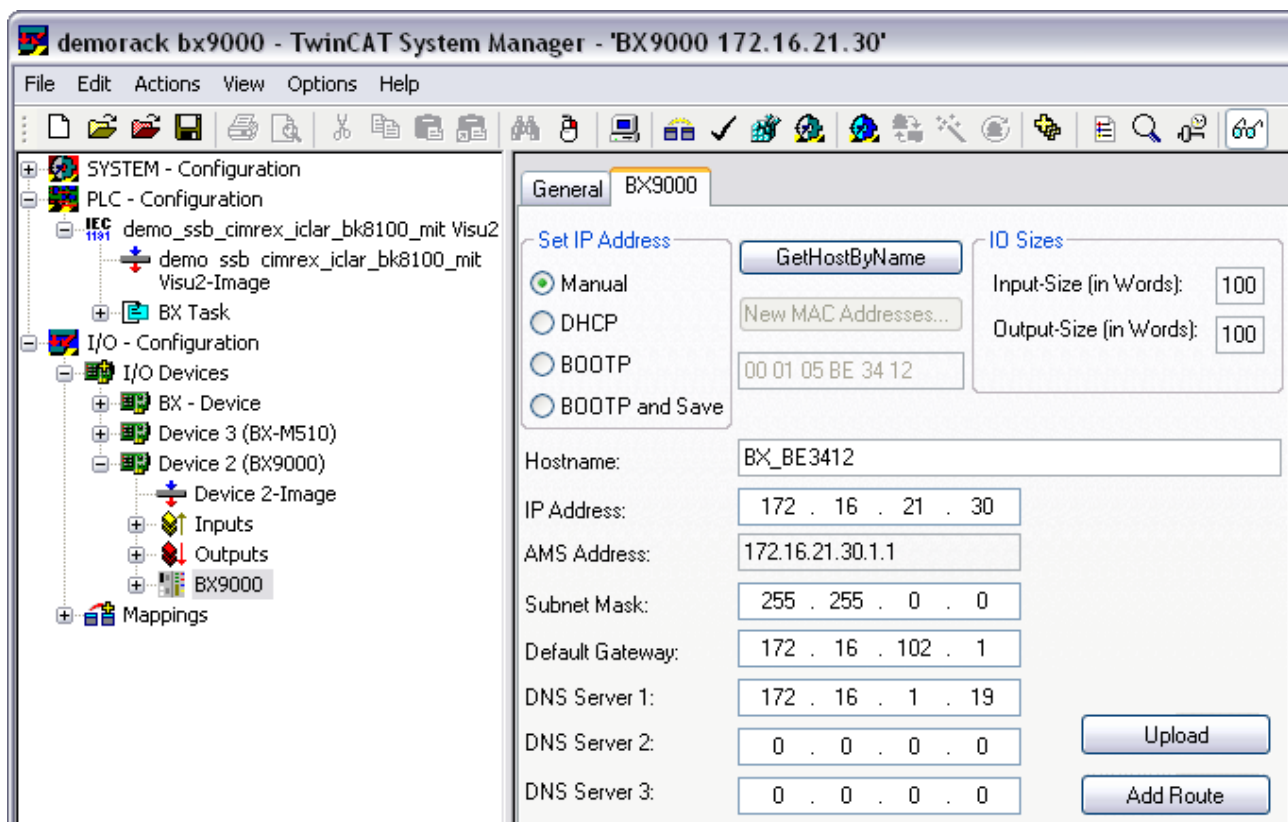 demorack bx9000 - TwinCAT System Manager - 'BX9000 172.16.21.30'
File Edit Actions View Options Help
SYSTEM - Configuration
PLC - Configuration
IEC 1131 demo_ssb_cimrex_iclar_bk8100_mit Visu2
demo_ssb_cimrex_iclar_bk8100_mit
Visu2-Image
BX Task
I/O - Configuration
I/O Devices
BX - Device
Device 3 (BX-M510)
Device 2 (BX9000)
Device 2-Image
Inputs
Outputs
BX9000
Mappings
General BX9000
Set IP Address
Manual
DHCP
BOOTP
BOOTP and Save
GetHostByName
New MAC Addresses...
00 01 05 BE 34 12
IO Sizes
Input-Size (in Words): 100
Output-Size (in Words): 100
Hostname: BX_BE3412
IP Address: 172 . 16 . 21 . 30
AMS Address: 172.16.21.30.1.1
Subnet Mask: 255 . 255 . 0 . 0
Default Gateway: 172 . 16 . 102 . 1
DNS Server 1: 172 . 16 . 1 . 19
DNS Server 2: 0 . 0 . 0 . 0
DNS Server 3: 0 . 0 . 0 . 0
Upload
Add Route